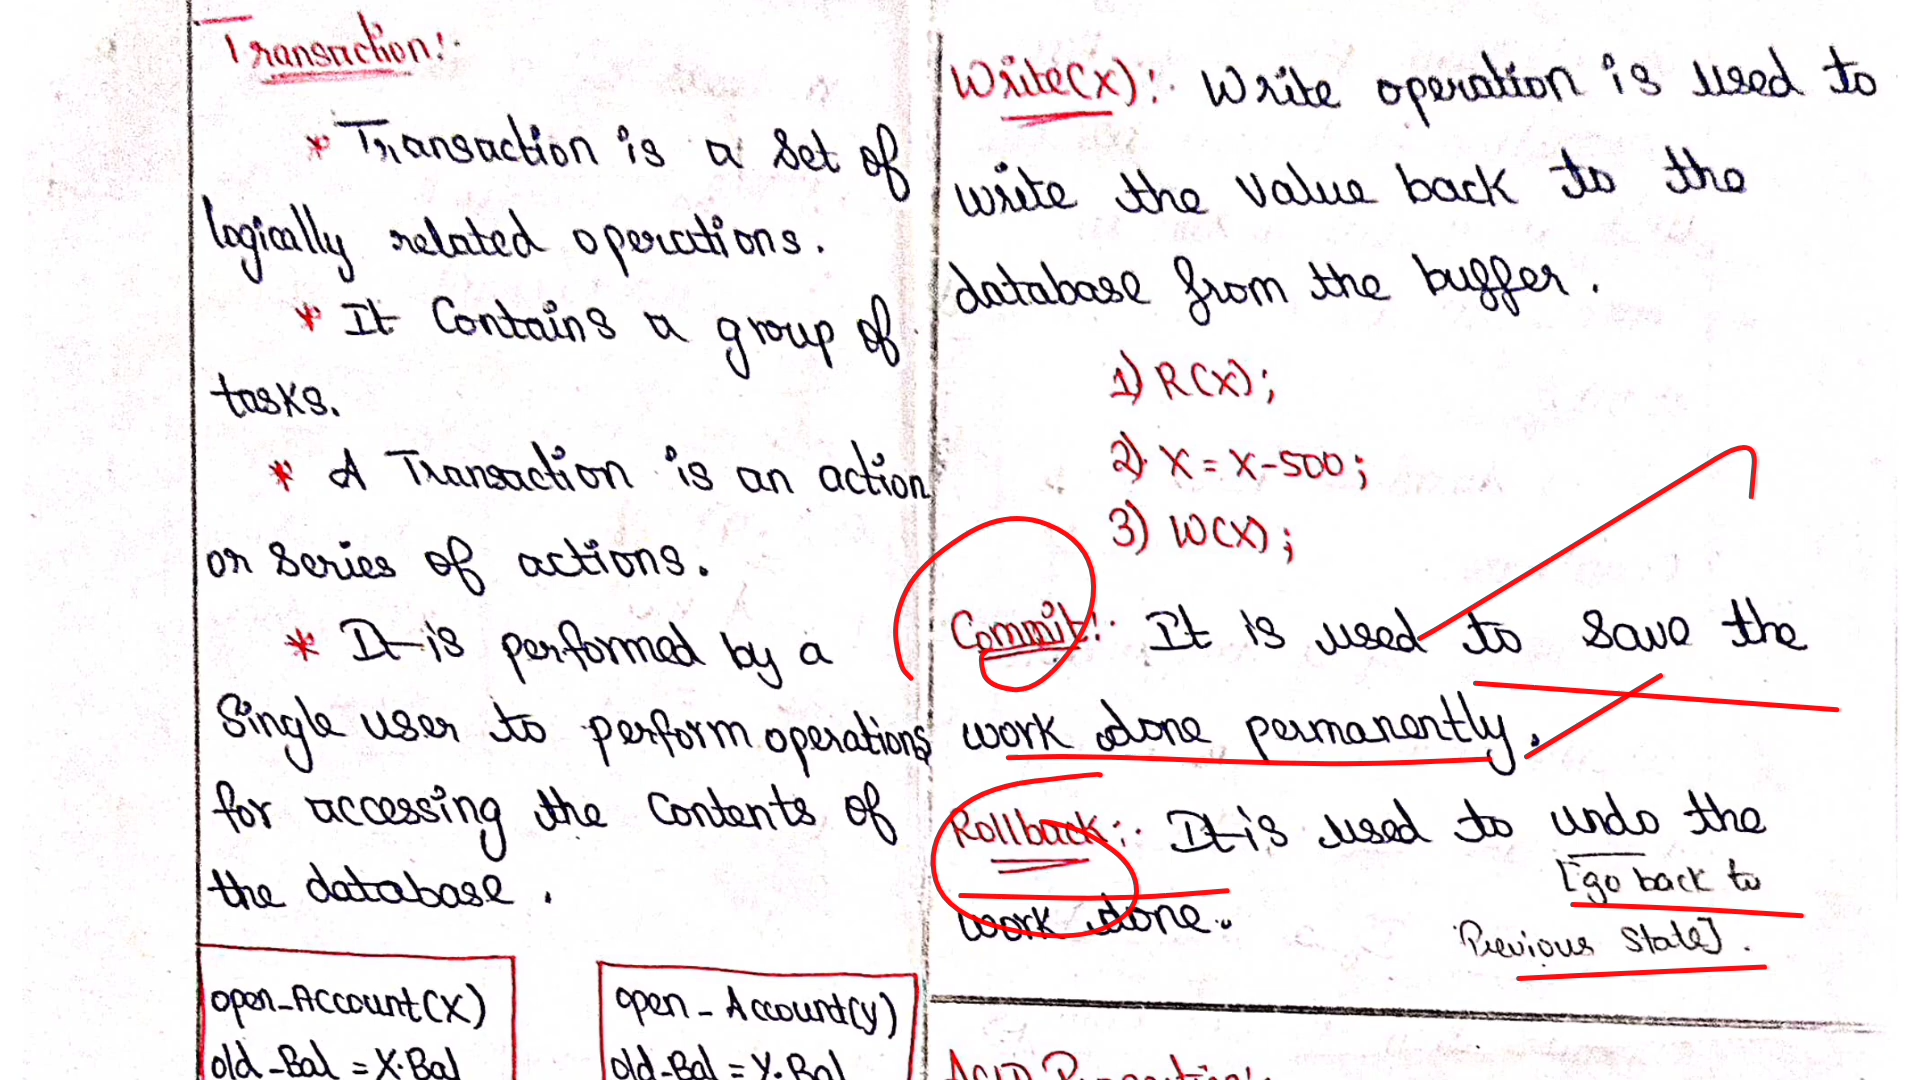 Transaction:-
* Transaction is a set of
logically related operations.
* It Contains a group of
tasks.
* A Transaction is an action
or series of actions.
* It is performed by a
Single user to perform operations
for accessing the Contents of
the database.
open_Account(X)
old_Bal = X.Bal
open_Account(y)
old_Bal = Y.Bal
Write(x):- Write operation is used to
write the value back to the
database from the buffer.
1) R(X);
2) X = X-500;
3) W(X);
Commit:- It is used to save the
work done permanently.
Rollback:- It is used to undo the
[go back to
work done.
Previous State].
ACID Properties: